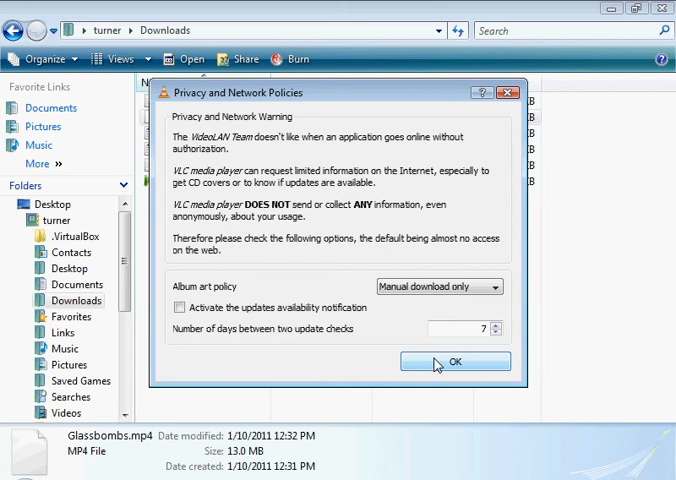 turner Downloads Search
Organize Views Open Share Burn
Favorite Links
Documents
Pictures
Music
More »
Folders
Desktop
turner
.VirtualBox
Contacts
Desktop
Documents
Downloads
Favorites
Links
Music
Pictures
Saved Games
Searches
Videos
N
KB
KB
KB
KB
KB
KB
Privacy and Network Policies
Privacy and Network Warning
The VideoLAN Team doesn't like when an application goes online without
authorization.
VLC media player can request limited information on the Internet, especially to
get CD covers or to know if updates are available.
VLC media player DOES NOT send or collect ANY information, even
anonymously, about your usage.
Therefore please check the following options, the default being almost no access
on the web.
Album art policy Manual download only
Activate the updates availability notification
Number of days between two update checks 7
OK
Glassbombs.mp4 Date modified: 1/10/2011 12:32 PM
MP4 File Size: 13.0 MB
Date created: 1/10/2011 12:31 PM